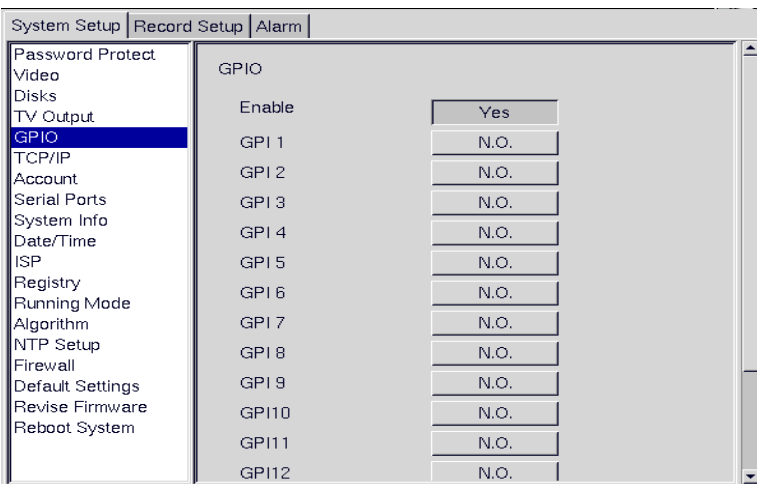 System Setup Record Setup Alarm
Password Protect
Video
Disks
TV Output
GPIO
TCP/IP
Account
Serial Ports
System Info
Date/Time
ISP
Registry
Running Mode
Algorithm
NTP Setup
Firewall
Default Settings
Revise Firmware
Reboot System
GPIO
Enable Yes
GPI 1 N.O.
GPI 2 N.O.
GPI 3 N.O.
GPI 4 N.O.
GPI 5 N.O.
GPI 6 N.O.
GPI 7 N.O.
GPI 8 N.O.
GPI 9 N.O.
GPI10 N.O.
GPI11 N.O.
GPI12 N.O.